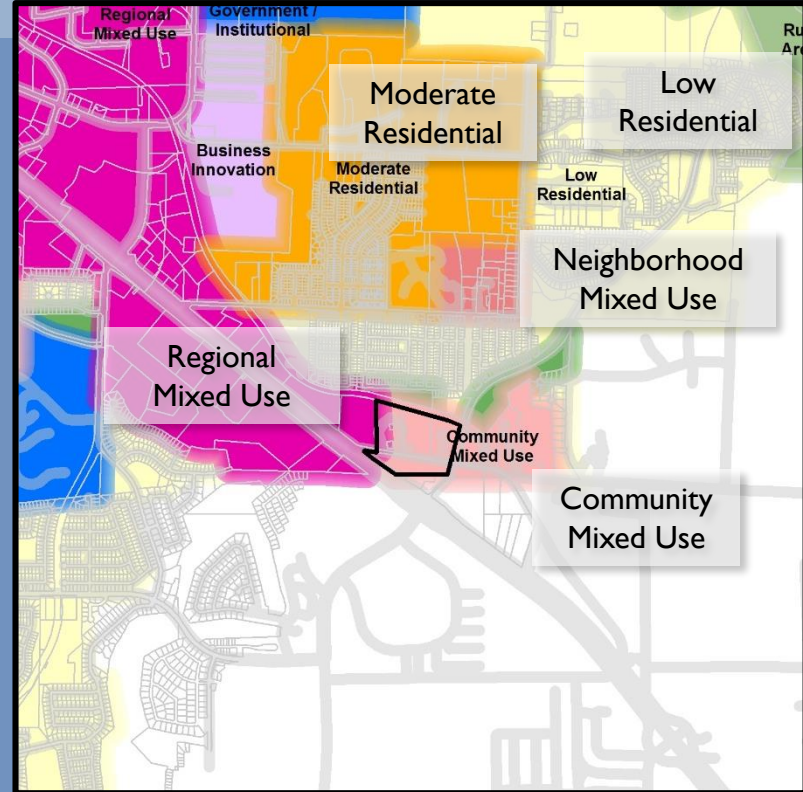 Regional
Mixed Use
Government /
Institutional
Moderate
Residential
Low
Residential
Business
Innovation
Moderate
Residential
Low
Residential
Neighborhood
Mixed Use
Regional
Mixed Use
Community
Mixed Use
Community
Mixed Use